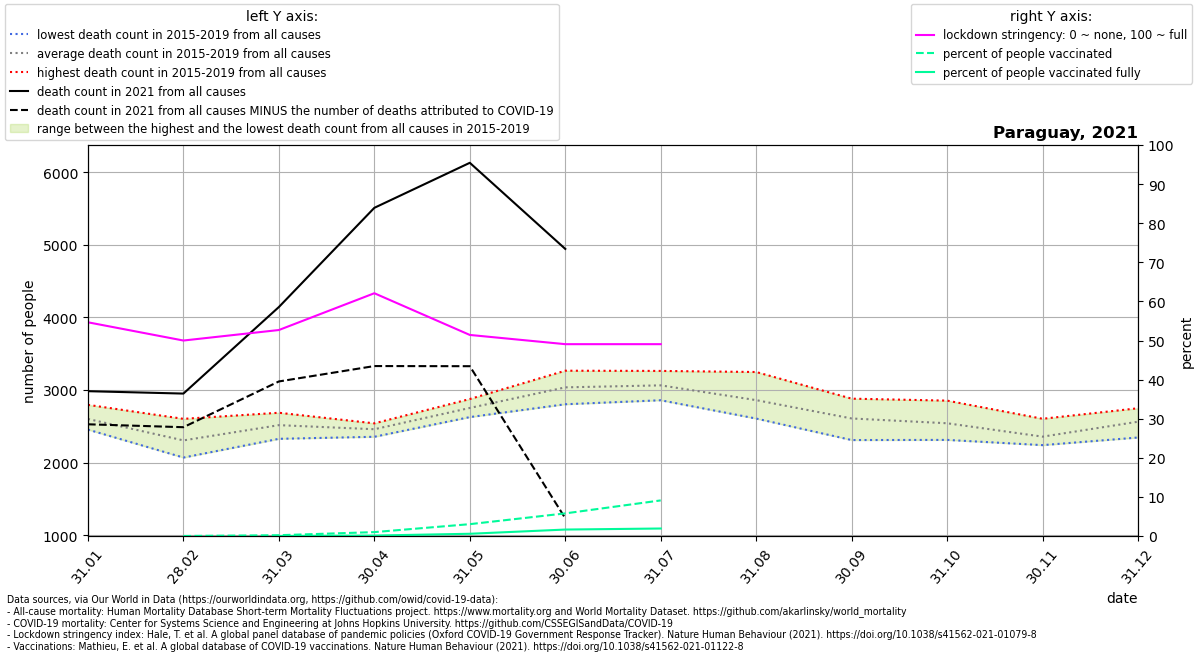 left Y axis:
lowest death count in 2015-2019 from all causes
average death count in 2015-2019 from all causes
highest death count in 2015-2019 from all causes
death count in 2021 from all causes
death count in 2021 from all causes MINUS the number of deaths attributed to COVID-19
range between the highest and the lowest death count from all causes in 2015-2019
right Y axis:
lockdown stringency: 0 ~ none, 100 ~ full
percent of people vaccinated
percent of people vaccinated fully
Paraguay, 2021
number of people
6000
5000
4000
3000
2000
1000
100
90
80
70
60
50
40
30
20
10
0
percent
31.01
28.02
31.03
30.04
31.05
30.06
31.07
31.08
30.09
31.10
30.11
31.12
date
Data sources, via Our World in Data (https://ourworldindata.org, https://github.com/owid/covid-19-data):
- All-cause mortality: Human Mortality Database Short-term Mortality Fluctuations project. https://www.mortality.org and World Mortality Dataset. https://github.com/akarlinsky/world_mortality
- COVID-19 mortality: Center for Systems Science and Engineering at Johns Hopkins University. https://github.com/CSSEGISandData/COVID-19
- Lockdown stringency index: Hale, T. et al. A global panel database of pandemic policies (Oxford COVID-19 Government Response Tracker). Nature Human Behaviour (2021). https://doi.org/10.1038/s41562-021-01079-8
- Vaccinations: Mathieu, E. et al. A global database of COVID-19 vaccinations. Nature Human Behaviour (2021). https://doi.org/10.1038/s41562-021-01122-8